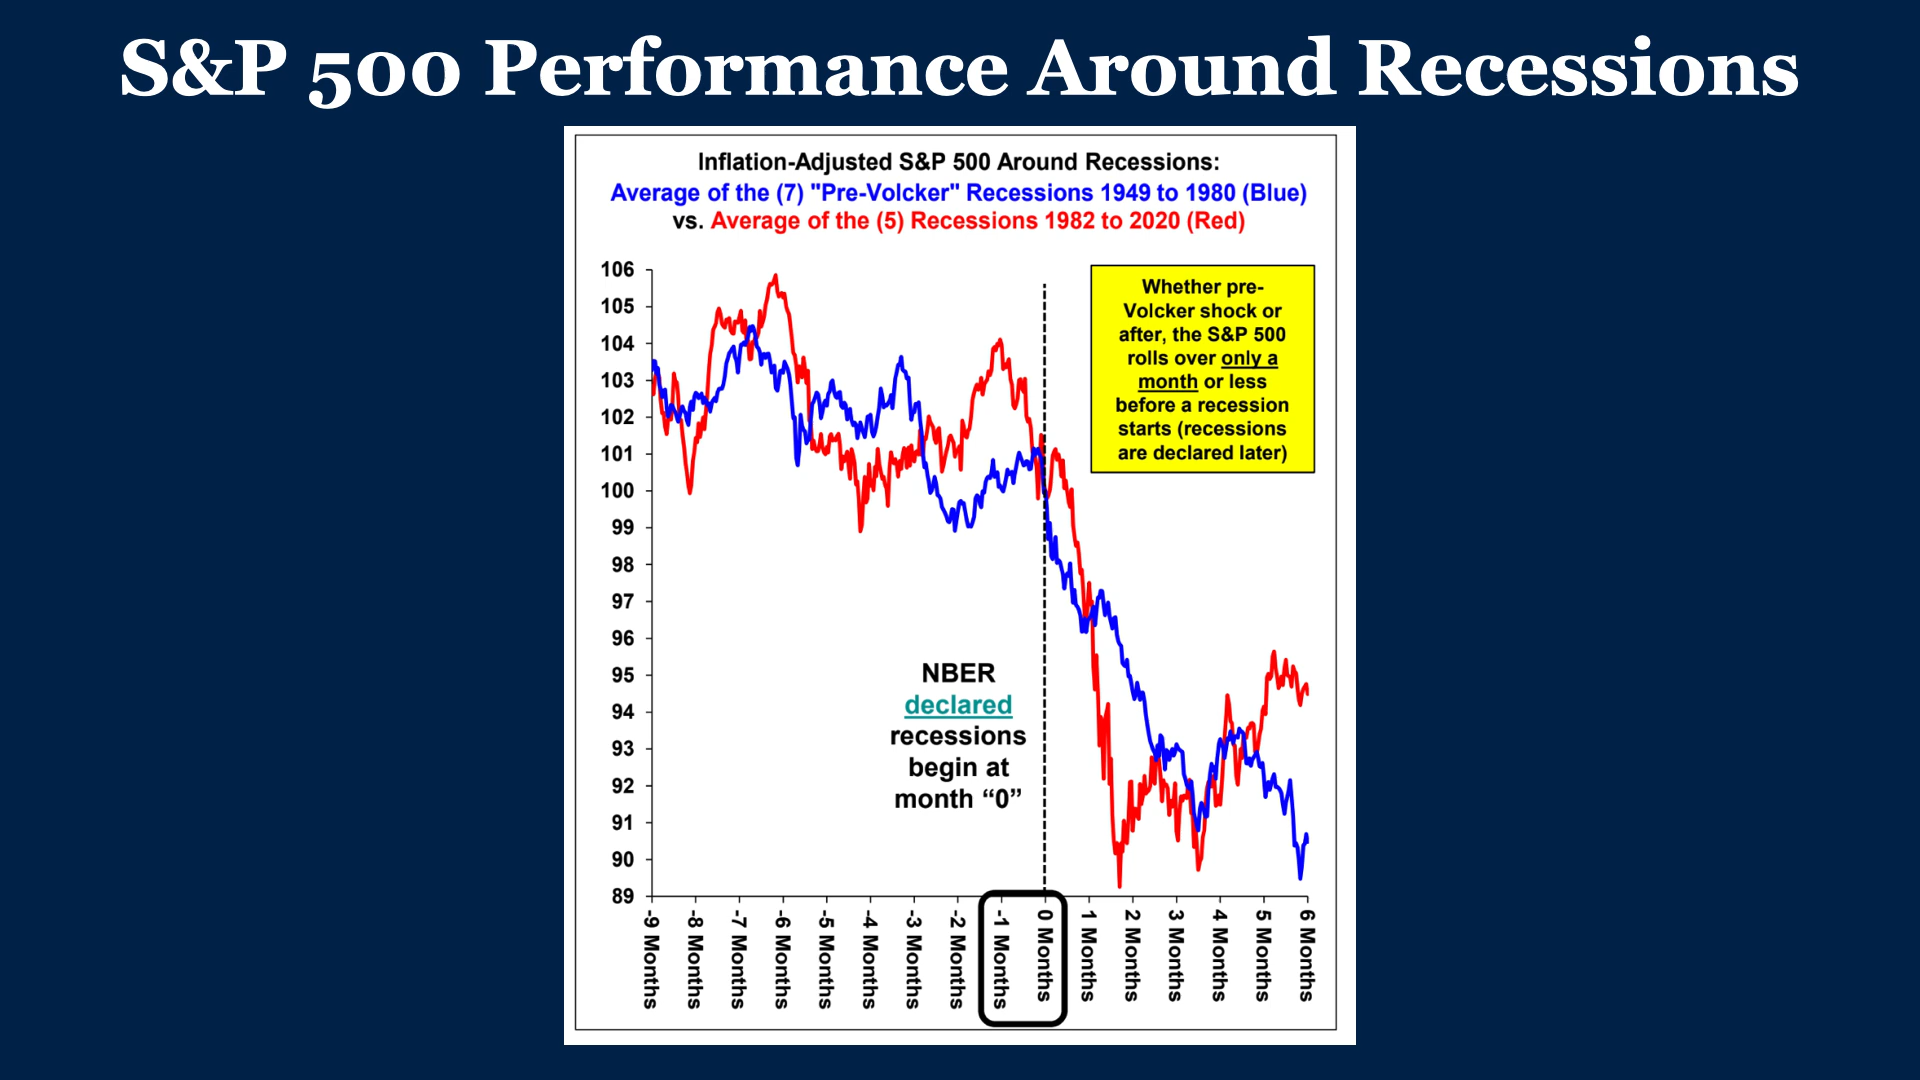 S&P 500 Performance Around Recessions
Inflation-Adjusted S&P 500 Around Recessions:
Average of the (7) "Pre-Volcker" Recessions 1949 to 1980 (Blue)
vs. Average of the (5) Recessions 1982 to 2020 (Red)
106
105
104
103
102
101
100
99
98
97
96
95
94
93
92
91
90
89
Whether pre-
Volcker shock or
after, the S&P 500
rolls over only a
month or less
before a recession
starts (recessions
are declared later)
NBER
declared
recessions
begin at
month “0”
-9 Months
-8 Months
-7 Months
-6 Months
-5 Months
-4 Months
-3 Months
-2 Months
-1 Months
0 Months
1 Months
2 Months
3 Months
4 Months
5 Months
6 Months